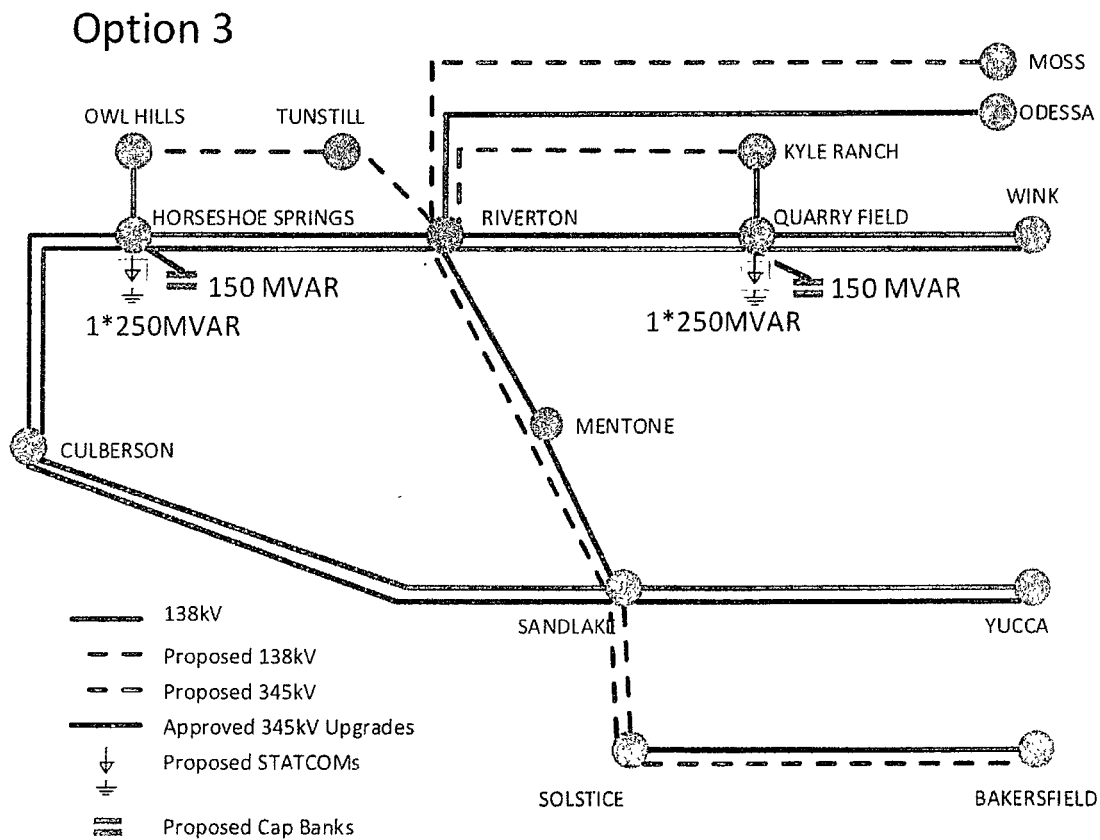 Option 3
MOSS
OWL HILLS
TUNSTILL
ODESSA
KYLE RANCH
HORSESHOE SPRINGS
RIVERTON
QUARRY FIELD
WINK
150 MVAR
150 MVAR
1*250MVAR
1*250MVAR
MENTONE
CULBERSON
138kV
SANDLAKE
YUCCA
Proposed 138kV
Proposed 345kV
Approved 345kV Upgrades
Proposed STATCOMs
SOLSTICE
BAKERSFIELD
Proposed Cap Banks